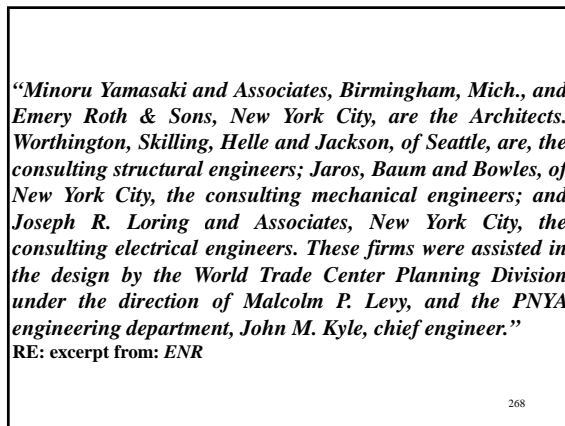 “Minoru Yamasaki and Associates, Birmingham, Mich., and
Emery Roth & Sons, New York City, are the Architects.
Worthington, Skilling, Helle and Jackson, of Seattle, are, the
consulting structural engineers; Jaros, Baum and Bowles, of
New York City, the consulting mechanical engineers; and
Joseph R. Loring and Associates, New York City, the
consulting electrical engineers. These firms were assisted in
the design by the World Trade Center Planning Division
under the direction of Malcolm P. Levy, and the PNYA
engineering department, John M. Kyle, chief engineer.”
RE: excerpt from: ENR
268